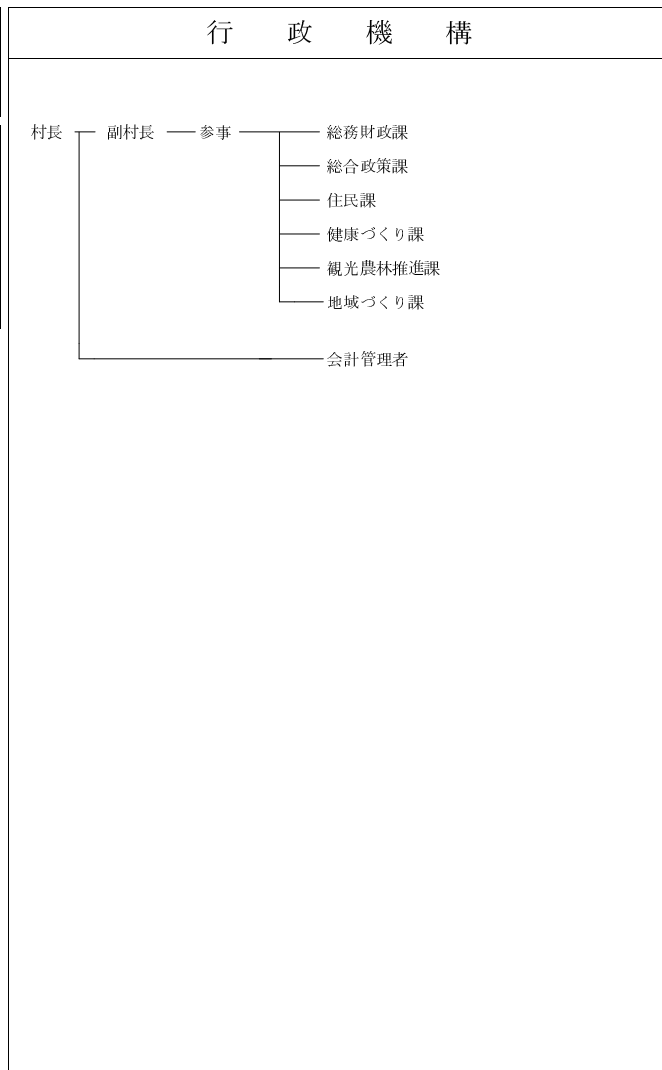 行 政 機 構
村長 副村長 参事 総務財政課
総合政策課
住民課
健康づくり課
観光農林推進課
地域づくり課
会計管理者